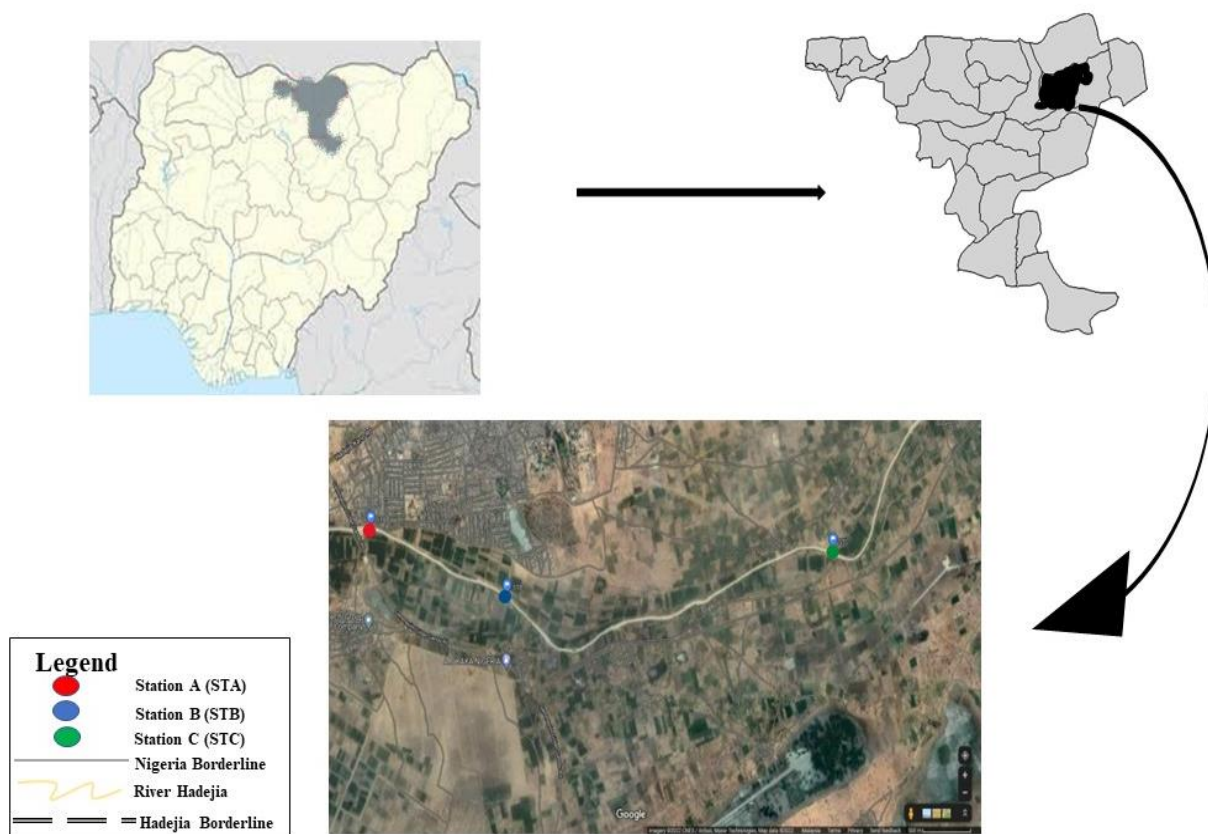 Google
Legend
Station A (STA)
Station B (STB)
Station C (STC)
Nigeria Borderline
River Hadejia
Hadejia Borderline